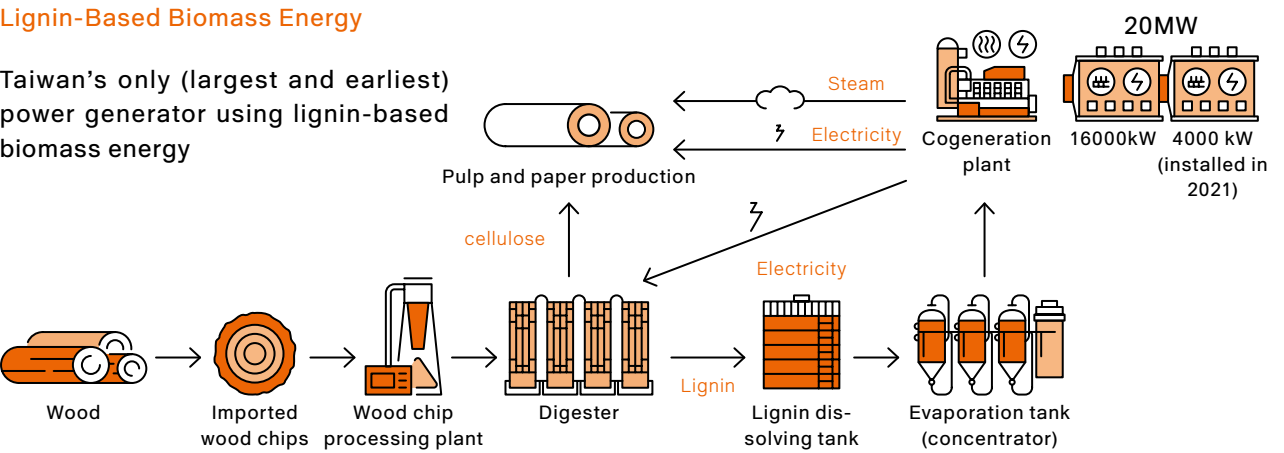 Lignin-Based Biomass Energy
Taiwan's only (largest and earliest)
power generator using lignin-based
biomass energy
20MW
Steam
Electricity
Cogeneration
plant
16000kW
4000 kW
(installed in
2021)
Pulp and paper production
cellulose
Electricity
Lignin
Wood
Imported
wood chips
Wood chip
processing plant
Digester
Lignin dis-
solving tank
Evaporation tank
(concentrator)